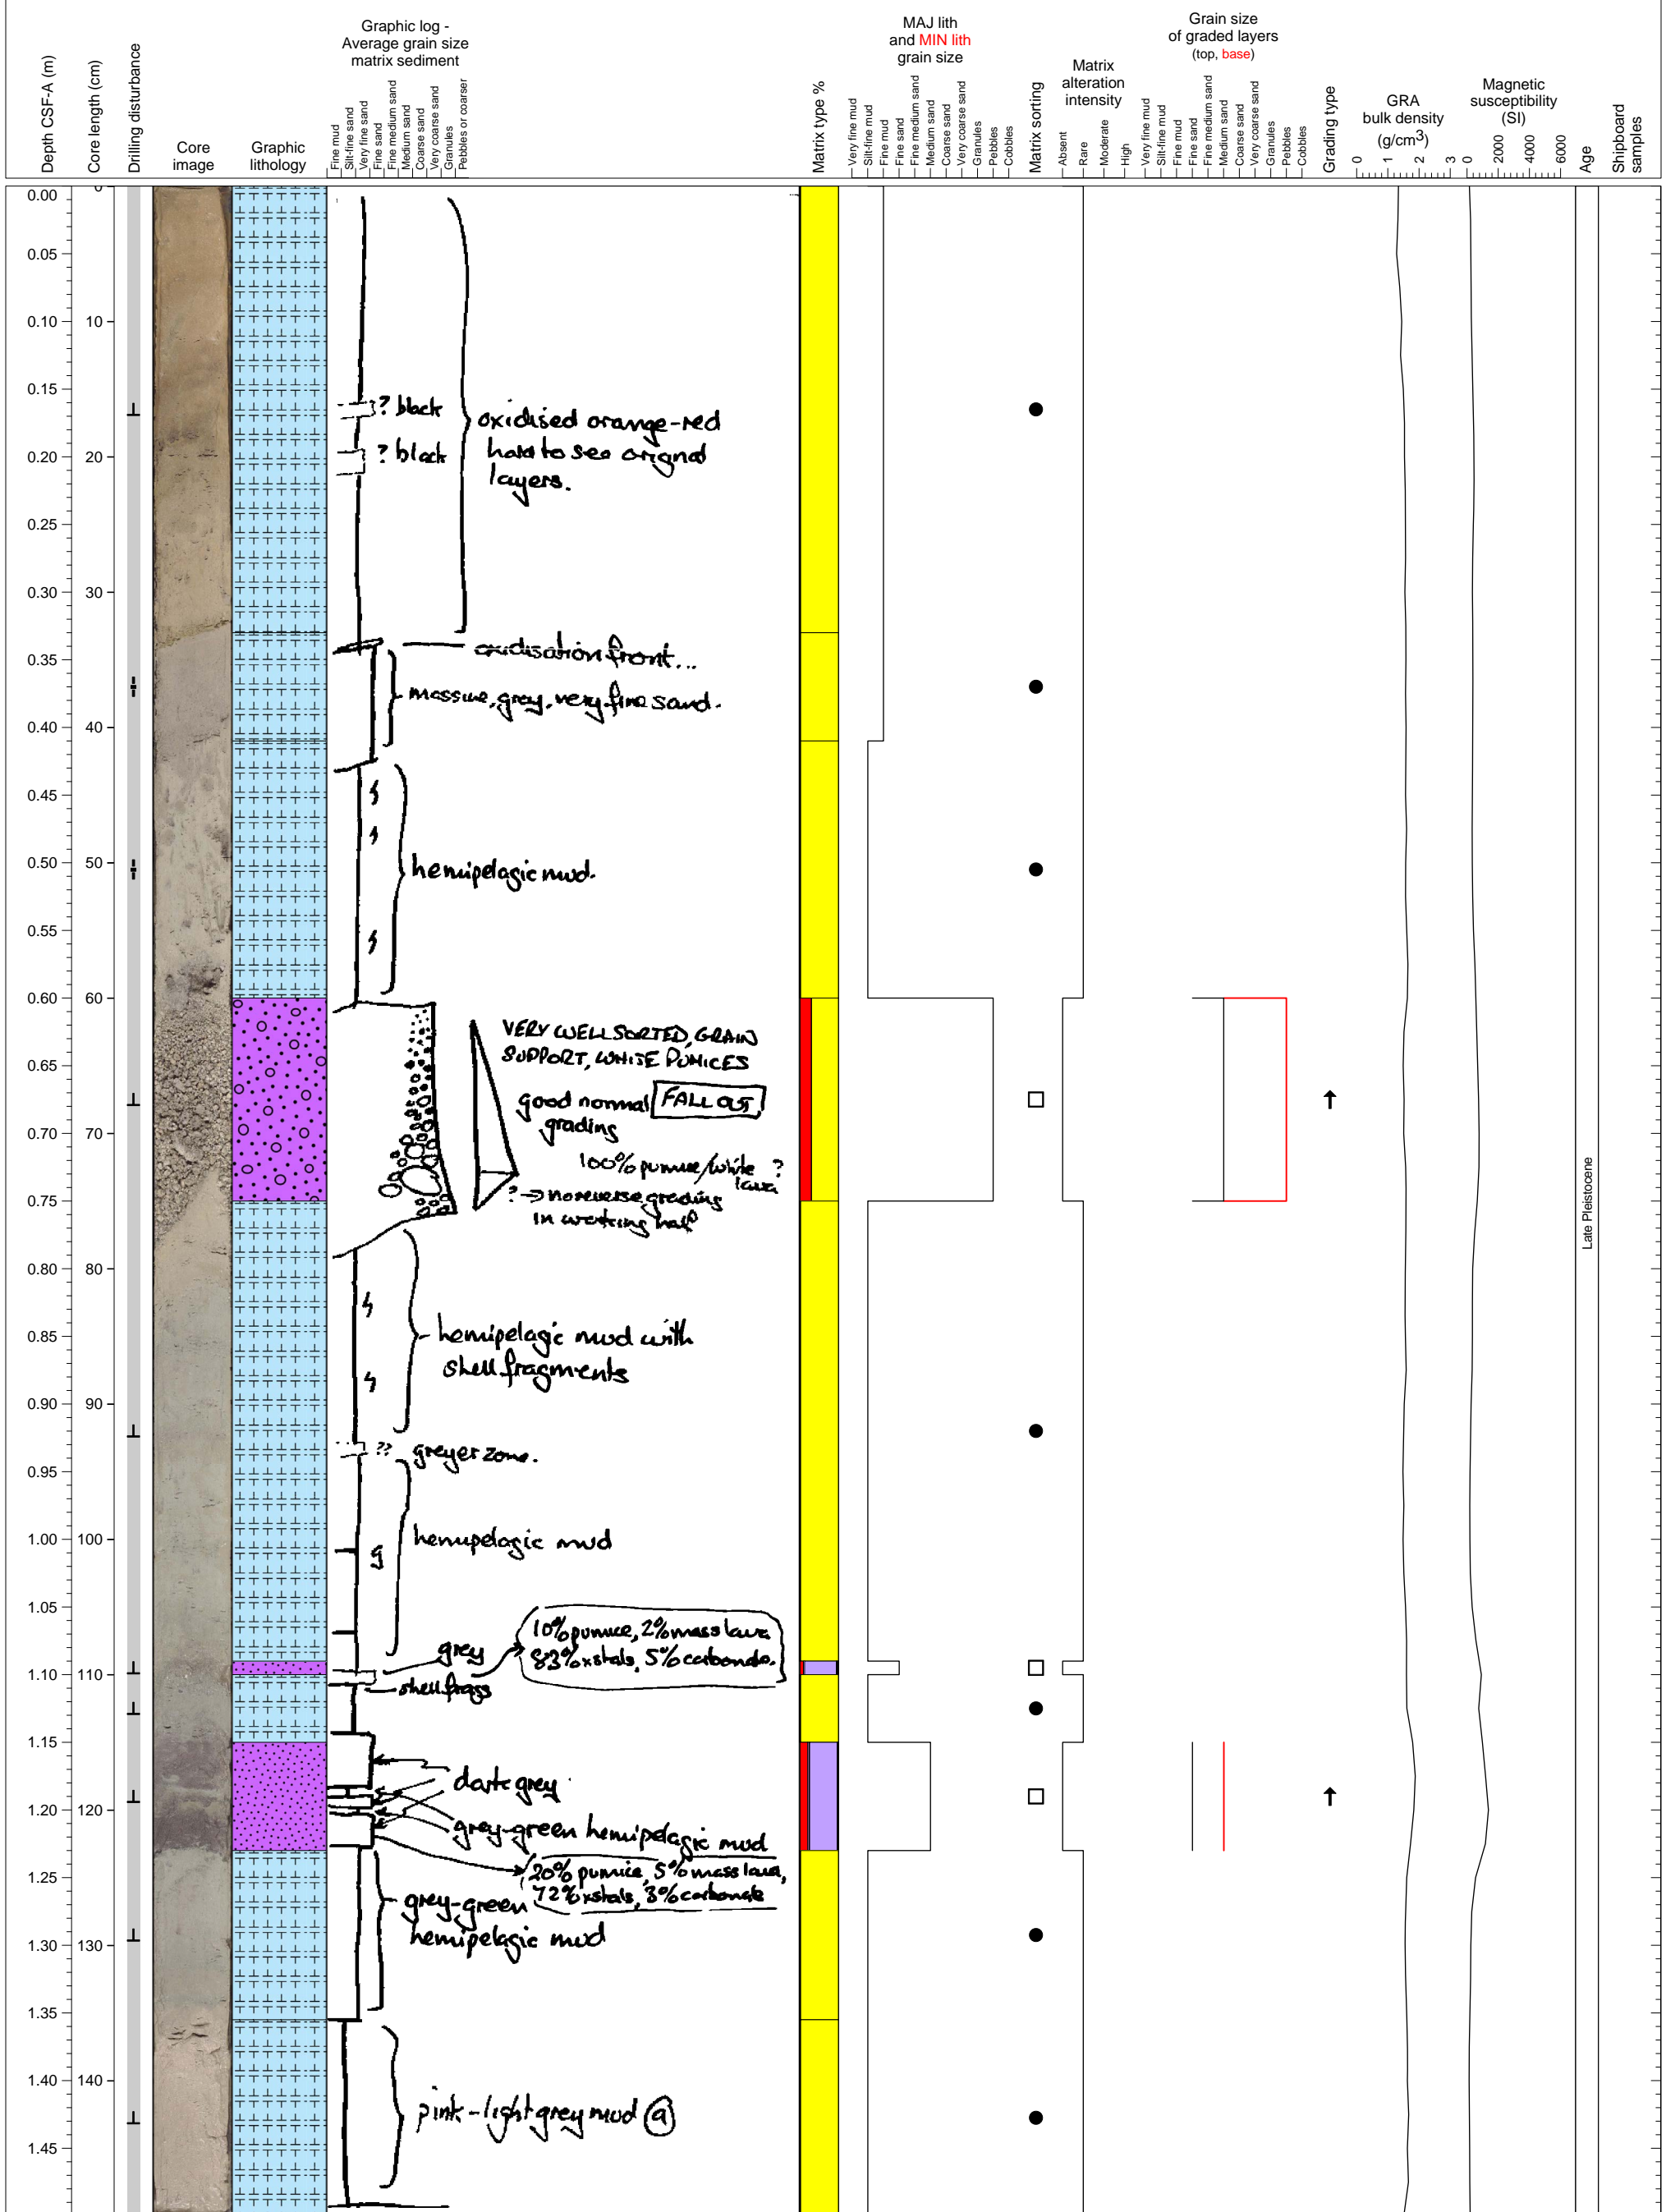 Depth CSF-A (m)
Core length (cm)
Drilling disturbance
Core
image
Graphic
lithology
Graphic log -
Average grain size
matrix sediment
Fine mud
Silt-fine sand
Very fine sand
Fine sand
Fine medium sand
Medium sand
Coarse sand
Very coarse sand
Granules
Pebbles or coarser
Matrix type %
MAJ lith
and MIN lith
grain size
Very fine mud
Silt-fine mud
Fine mud
Fine sand
Fine medium sand
Medium sand
Coarse sand
Very coarse sand
Granules
Pebbles
Cobbles
Matrix sorting
Matrix
alteration
intensity
Absent
Rare
Moderate
High
Grain size
of graded layers
(top, base)
Very fine mud
Silt-fine mud
Fine mud
Fine sand
Fine medium sand
Medium sand
Coarse sand
Very coarse sand
Granules
Pebbles
Cobbles
Grading type
GRA
bulk density
(g/cm3)
0 1 2 3
Magnetic
susceptibility
(SI)
0 2000 4000 6000
Age
Shipboard
samples
0.00 0
0.05
0.10 10
0.15
? black
oxidised orange-red
0.20 20
? black
hard to see original
layers.
0.25
0.30 30
oxidisation front...
0.35
massive, grey, very fine sand.
0.40 40
0.45
0.50 50
hemipelagic mud.
0.55
0.60 60
VERY WELL SORTED, GRAIN
SUPPORT, WHITE PUMICES
0.65
good normal FALL OUT
grading
0.70 70
100% pumice/white ?
lava
? → no reverse grading
in working half
0.75
Late Pleistocene
0.80 80
0.85
hemipelagic mud with
shell fragments
0.90 90
?? greyer zone.
0.95
1.00 100
hemipelagic mud
1.05
10% pumice, 2% mass lava
83% xstals, 5% carbonate.
grey
1.10 110
shell frags
1.15
dark grey
1.20 120
grey-green hemipelagic mud
20% pumice, 5% mass lava,
72% xstals, 3% carbonate
1.25
grey-green
hemipelagic mud
1.30 130
1.35
1.40 140
pink-light grey mud (a)
1.45